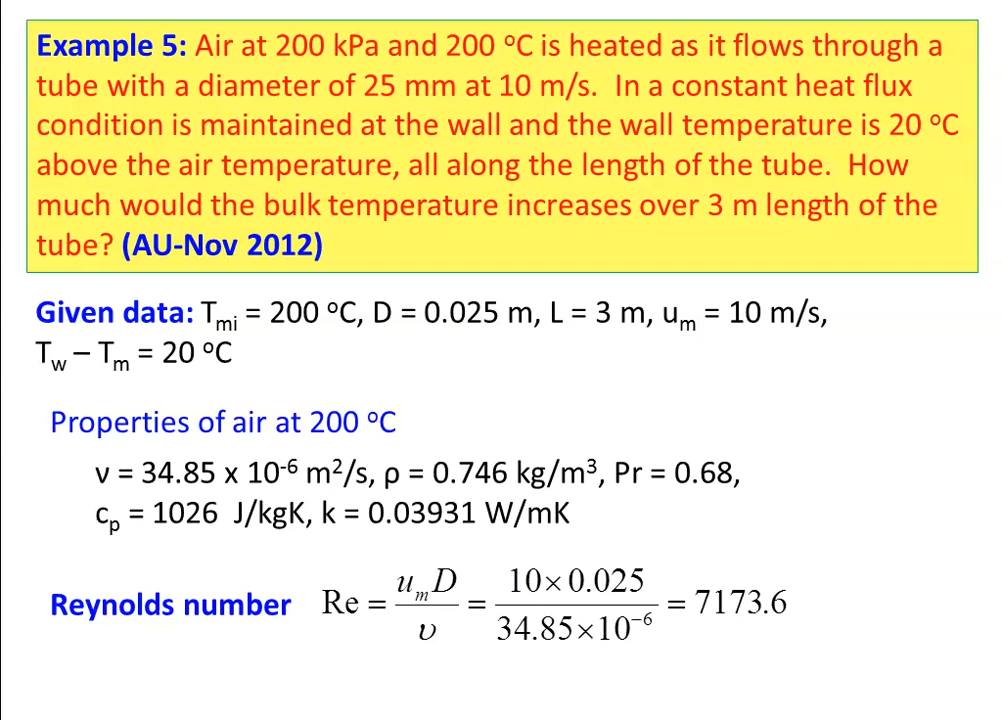 Example 5: Air at 200 kPa and 200 °C is heated as it flows through a
tube with a diameter of 25 mm at 10 m/s. In a constant heat flux
condition is maintained at the wall and the wall temperature is 20 °C
above the air temperature, all along the length of the tube. How
much would the bulk temperature increases over 3 m length of the
tube? (AU-Nov 2012)
Given data: Tₘᵢ = 200 °C, D = 0.025 m, L = 3 m, uₘ = 10 m/s,
T_w – Tₘ = 20 °C
Properties of air at 200 °C
ν = 34.85 x 10⁻⁶ m²/s, ρ = 0.746 kg/m³, Pr = 0.68,
cₚ = 1026 J/kgK, k = 0.03931 W/mK
Reynolds number Re = uₘD / υ = 10×0.025 / 34.85×10⁻⁶ = 7173.6